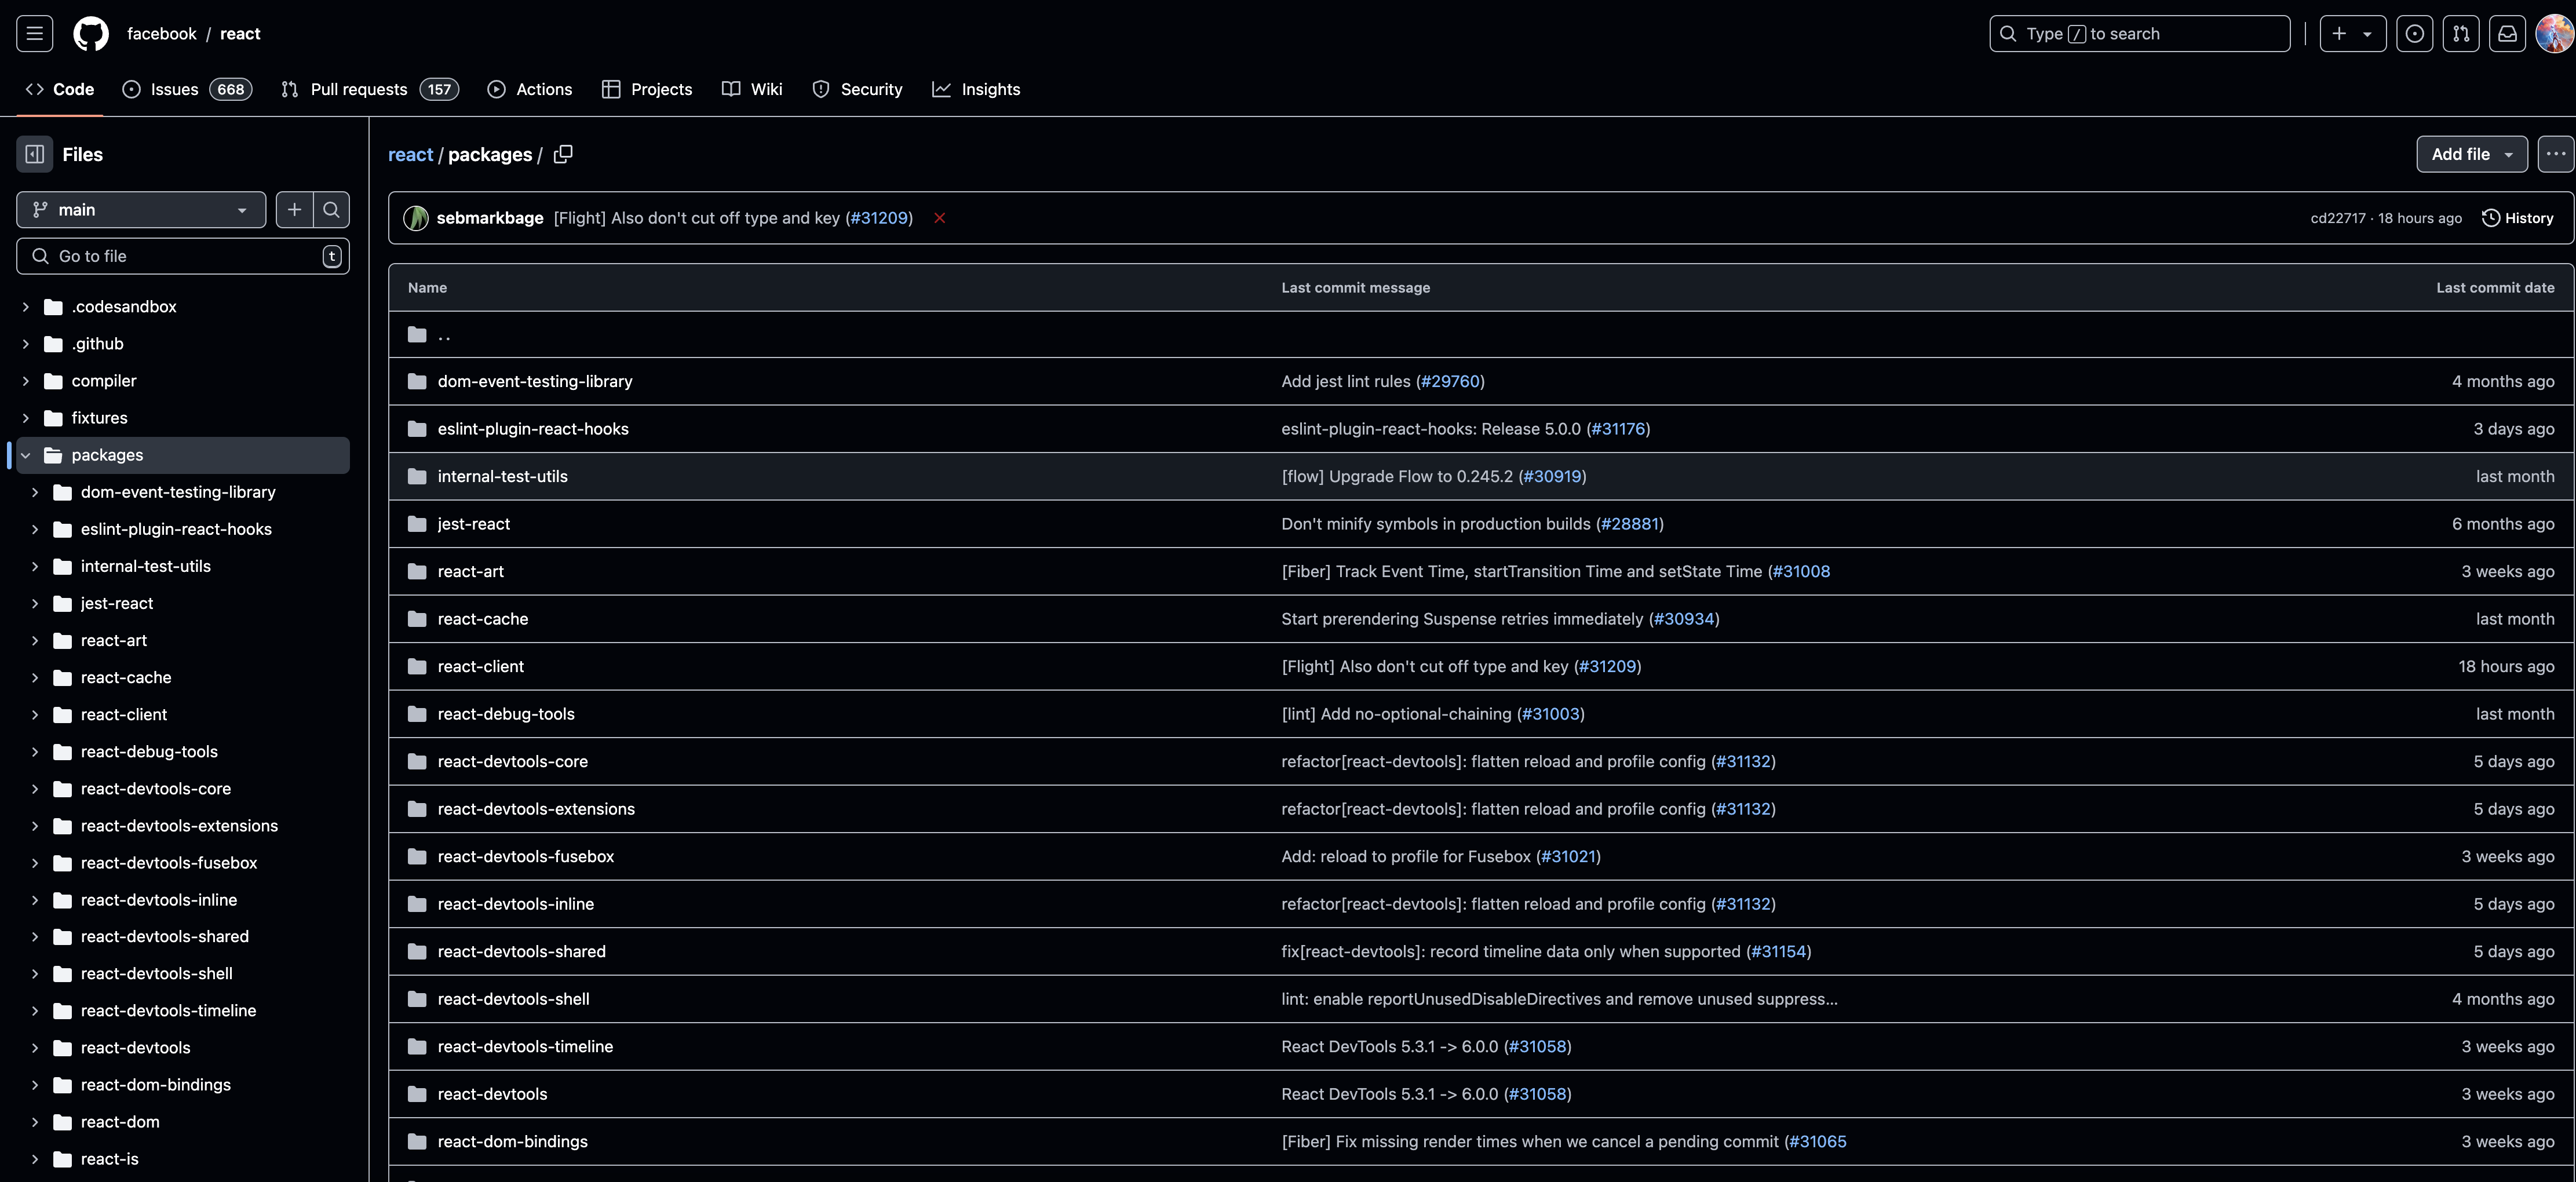 facebook / react
Type / to search
Code
Issues 668
Pull requests 157
Actions
Projects
Wiki
Security
Insights
Files
main
Go to file
t
.codesandbox
.github
compiler
fixtures
packages
dom-event-testing-library
eslint-plugin-react-hooks
internal-test-utils
jest-react
react-art
react-cache
react-client
react-debug-tools
react-devtools-core
react-devtools-extensions
react-devtools-fusebox
react-devtools-inline
react-devtools-shared
react-devtools-shell
react-devtools-timeline
react-devtools
react-dom-bindings
react-dom
react-is
react / packages /
Add file
sebmarkbage [Flight] Also don't cut off type and key (#31209)
cd22717 · 18 hours ago
History
Name Last commit message Last commit date
..
dom-event-testing-library Add jest lint rules (#29760) 4 months ago
eslint-plugin-react-hooks eslint-plugin-react-hooks: Release 5.0.0 (#31176) 3 days ago
internal-test-utils [flow] Upgrade Flow to 0.245.2 (#30919) last month
jest-react Don't minify symbols in production builds (#28881) 6 months ago
react-art [Fiber] Track Event Time, startTransition Time and setState Time (#31008 3 weeks ago
react-cache Start prerendering Suspense retries immediately (#30934) last month
react-client [Flight] Also don't cut off type and key (#31209) 18 hours ago
react-debug-tools [lint] Add no-optional-chaining (#31003) last month
react-devtools-core refactor[react-devtools]: flatten reload and profile config (#31132) 5 days ago
react-devtools-extensions refactor[react-devtools]: flatten reload and profile config (#31132) 5 days ago
react-devtools-fusebox Add: reload to profile for Fusebox (#31021) 3 weeks ago
react-devtools-inline refactor[react-devtools]: flatten reload and profile config (#31132) 5 days ago
react-devtools-shared fix[react-devtools]: record timeline data only when supported (#31154) 5 days ago
react-devtools-shell lint: enable reportUnusedDisableDirectives and remove unused suppress... 4 months ago
react-devtools-timeline React DevTools 5.3.1 -> 6.0.0 (#31058) 3 weeks ago
react-devtools React DevTools 5.3.1 -> 6.0.0 (#31058) 3 weeks ago
react-dom-bindings [Fiber] Fix missing render times when we cancel a pending commit (#31065 3 weeks ago